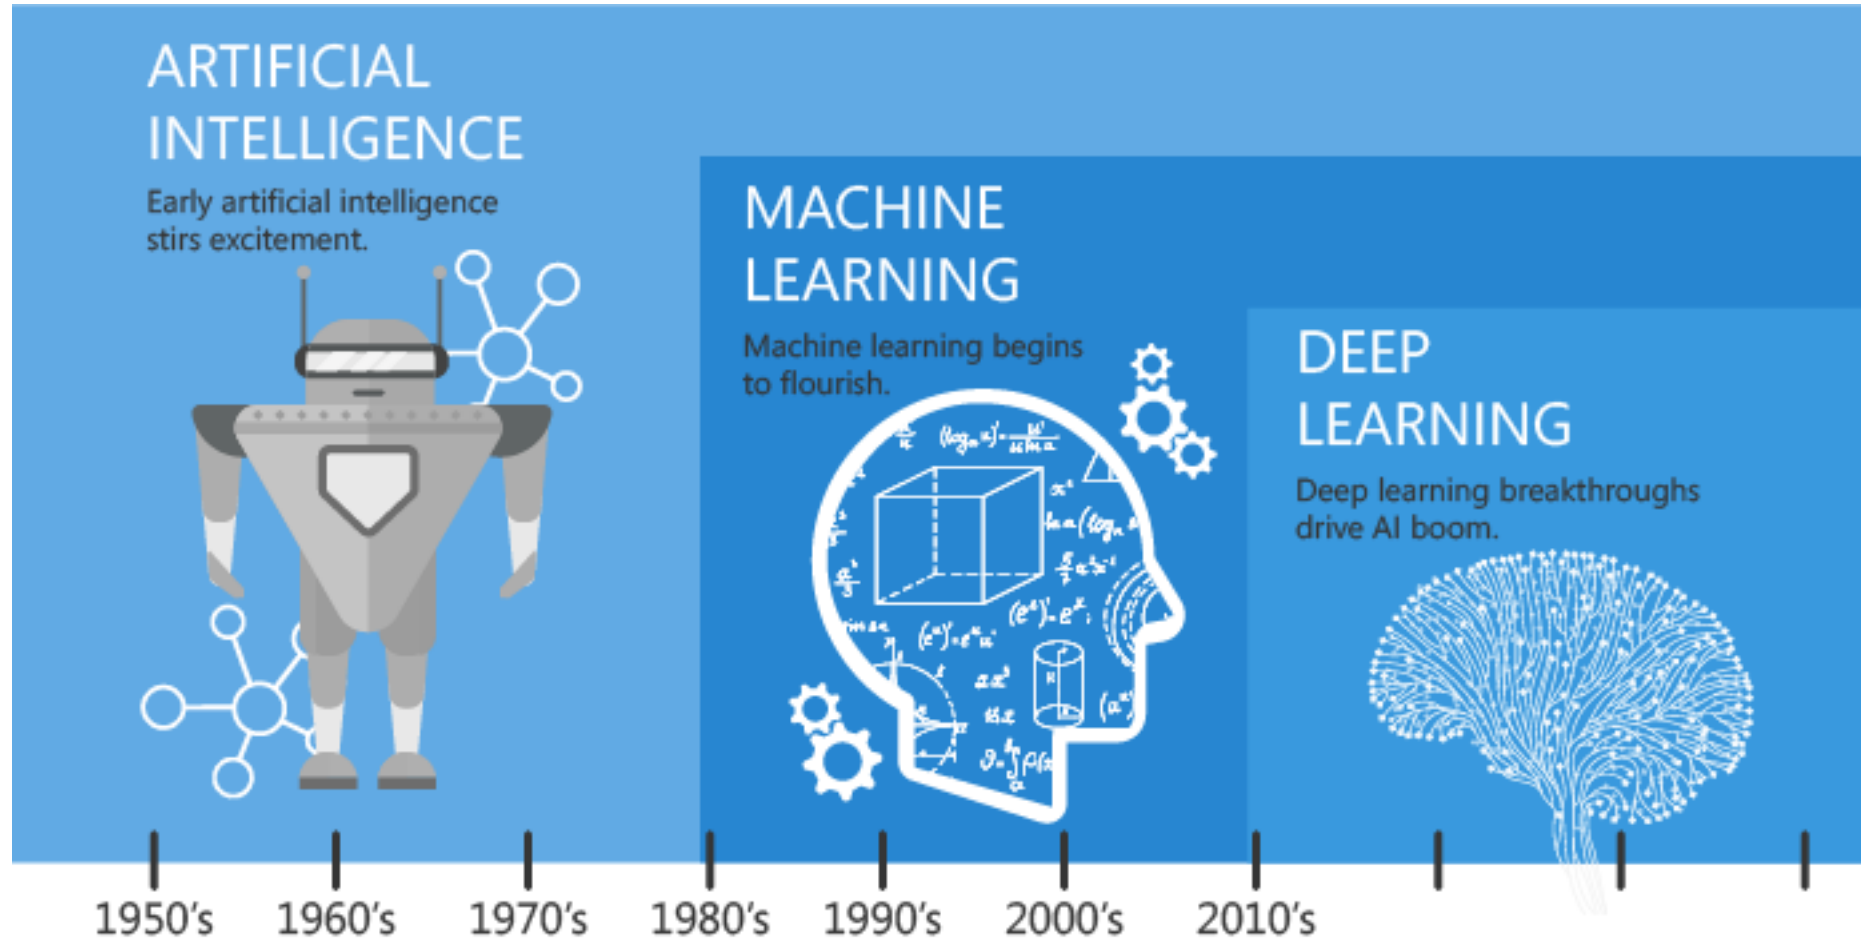 ARTIFICIAL
INTELLIGENCE
Early artificial intelligence
stirs excitement.
MACHINE
LEARNING
Machine learning begins
to flourish.
DEEP
LEARNING
Deep learning breakthroughs
drive AI boom.
1950's 1960's 1970's 1980's 1990's 2000's 2010's